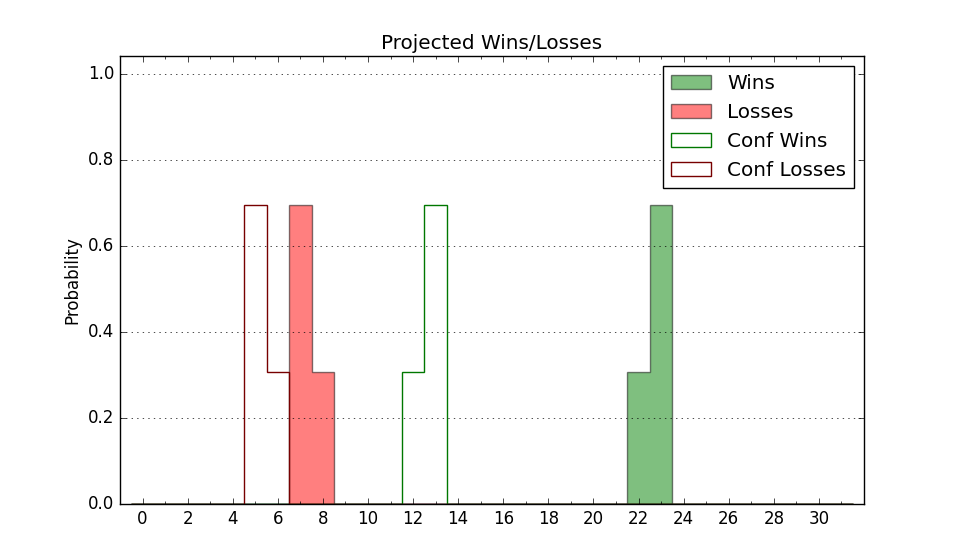 Projected Wins/Losses
Probability
1.0
0.8
0.6
0.4
0.2
0.0
0 2 4 6 8 10 12 14 16 18 20 22 24 26 28 30
Wins
Losses
Conf Wins
Conf Losses